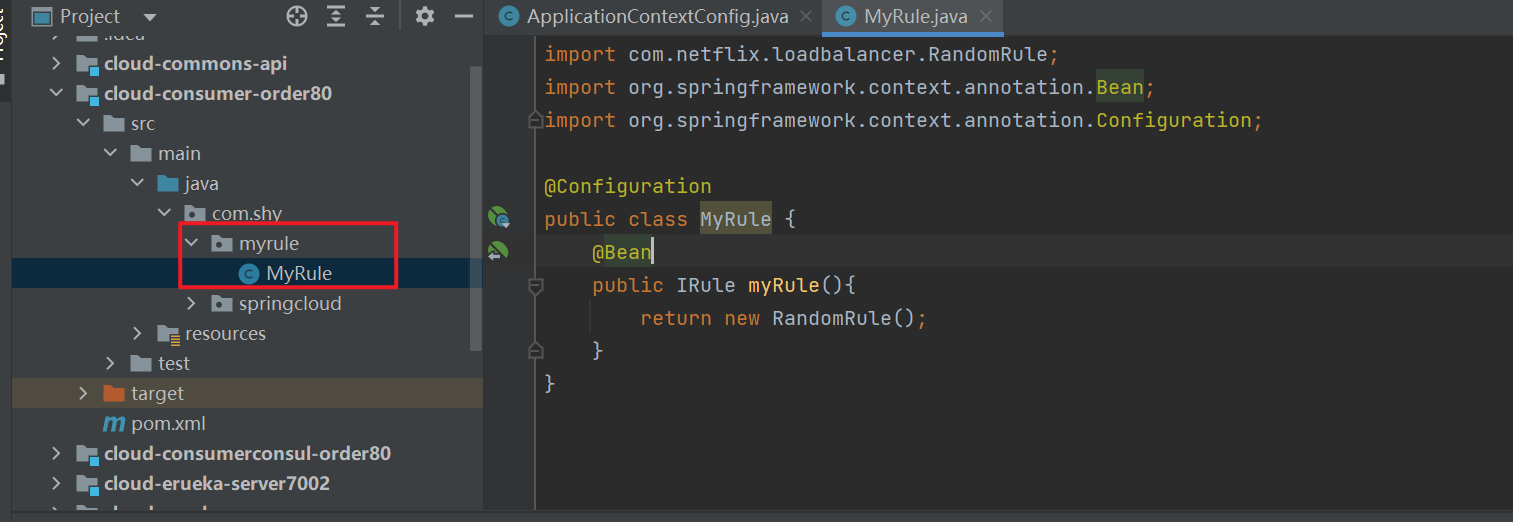 Project
Project
ApplicationContextConfig.java
MyRule.java
.idea
cloud-commons-api
cloud-consumer-order80
src
main
java
com.shy
myrule
MyRule
springcloud
resources
test
target
pom.xml
cloud-consumerconsul-order80
cloud-erueka-server7002
import com.netflix.loadbalancer.RandomRule;
import org.springframework.context.annotation.Bean;
import org.springframework.context.annotation.Configuration;
@Configuration
public class MyRule {
@Bean
public IRule myRule(){
return new RandomRule();
}
}